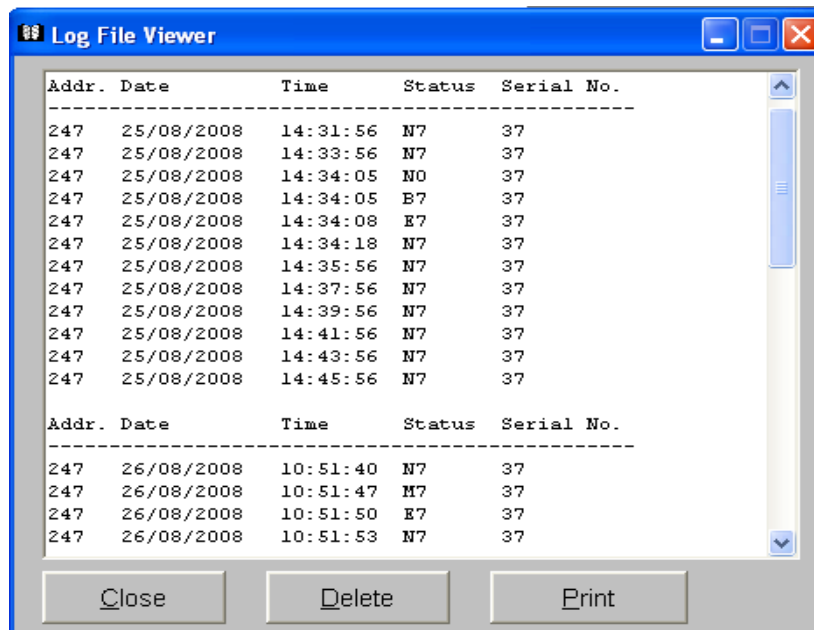 Log File Viewer
Addr. Date Time Status Serial No.
------------------------------------------------
247 25/08/2008 14:31:56 N7 37
247 25/08/2008 14:33:56 N7 37
247 25/08/2008 14:34:05 N0 37
247 25/08/2008 14:34:05 B7 37
247 25/08/2008 14:34:08 E7 37
247 25/08/2008 14:34:18 N7 37
247 25/08/2008 14:35:56 N7 37
247 25/08/2008 14:37:56 N7 37
247 25/08/2008 14:39:56 N7 37
247 25/08/2008 14:41:56 N7 37
247 25/08/2008 14:43:56 N7 37
247 25/08/2008 14:45:56 N7 37
Addr. Date Time Status Serial No.
------------------------------------------------
247 26/08/2008 10:51:40 N7 37
247 26/08/2008 10:51:47 M7 37
247 26/08/2008 10:51:50 E7 37
247 26/08/2008 10:51:53 N7 37
Close Delete Print